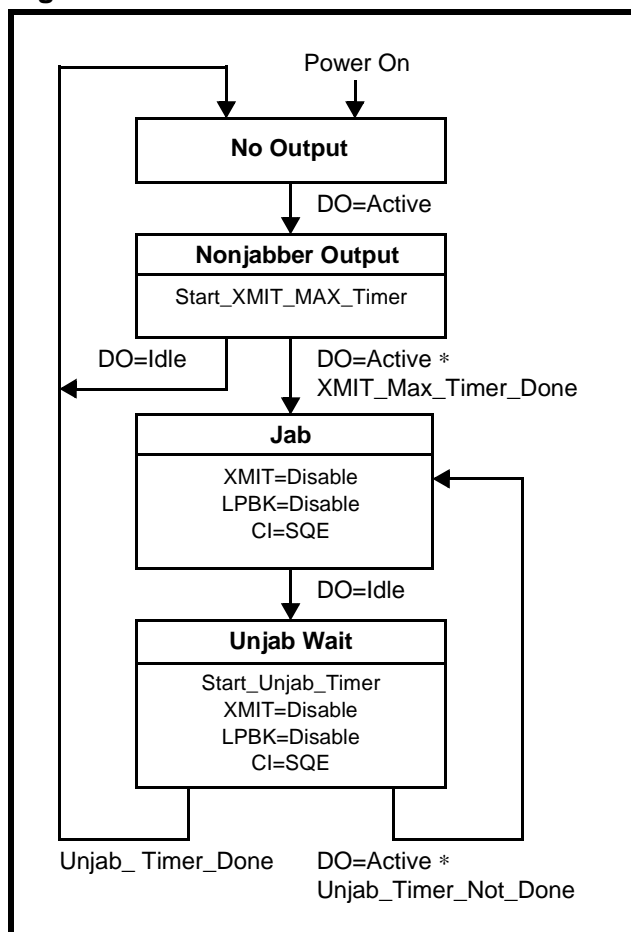 Power On
No Output
DO=Active
Nonjabber Output
Start_XMIT_MAX_Timer
DO=Idle
DO=Active *
XMIT_Max_Timer_Done
Jab
XMIT=Disable
LPBK=Disable
CI=SQE
DO=Idle
Unjab Wait
Start_Unjab_Timer
XMIT=Disable
LPBK=Disable
CI=SQE
Unjab_ Timer_Done
DO=Active *
Unjab_Timer_Not_Done